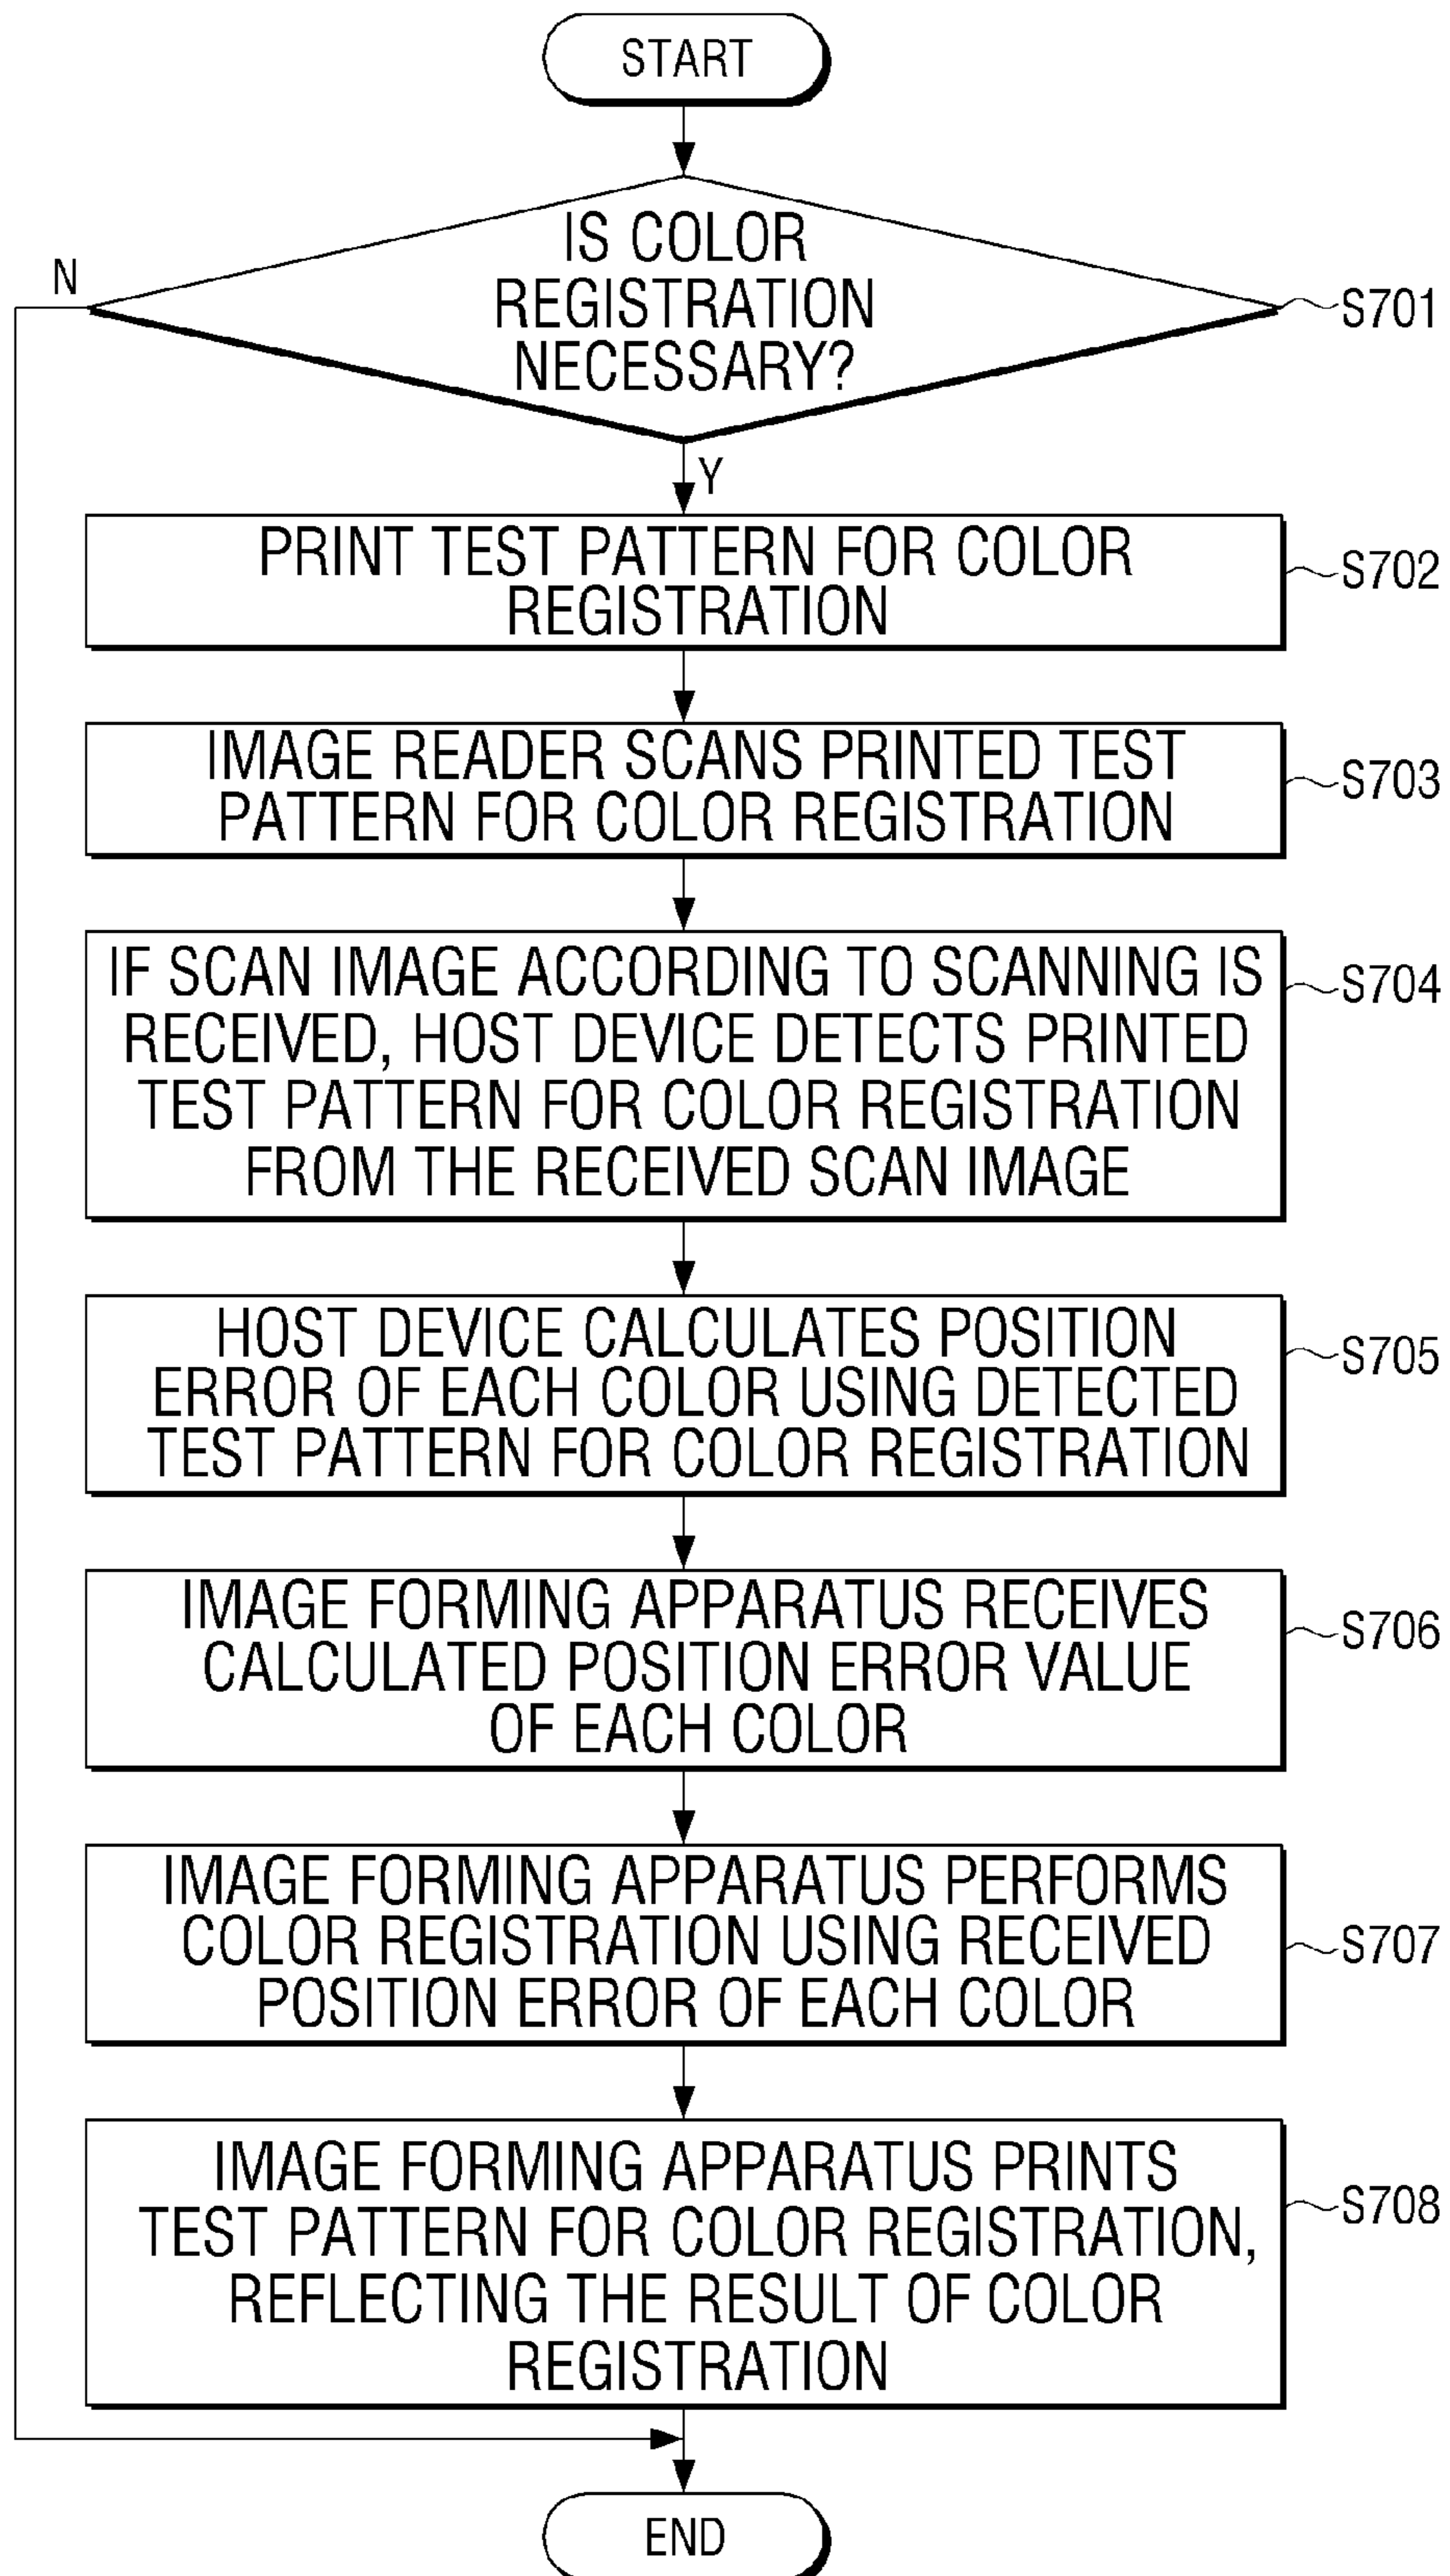 START
IS COLOR
REGISTRATION
NECESSARY?
N
S701
Y
PRINT TEST PATTERN FOR COLOR
REGISTRATION
S702
IMAGE READER SCANS PRINTED TEST
PATTERN FOR COLOR REGISTRATION
S703
IF SCAN IMAGE ACCORDING TO SCANNING IS
RECEIVED, HOST DEVICE DETECTS PRINTED
TEST PATTERN FOR COLOR REGISTRATION
FROM THE RECEIVED SCAN IMAGE
S704
HOST DEVICE CALCULATES POSITION
ERROR OF EACH COLOR USING DETECTED
TEST PATTERN FOR COLOR REGISTRATION
S705
IMAGE FORMING APPARATUS RECEIVES
CALCULATED POSITION ERROR VALUE
OF EACH COLOR
S706
IMAGE FORMING APPARATUS PERFORMS
COLOR REGISTRATION USING RECEIVED
POSITION ERROR OF EACH COLOR
S707
IMAGE FORMING APPARATUS PRINTS
TEST PATTERN FOR COLOR REGISTRATION,
REFLECTING THE RESULT OF COLOR
REGISTRATION
S708
END